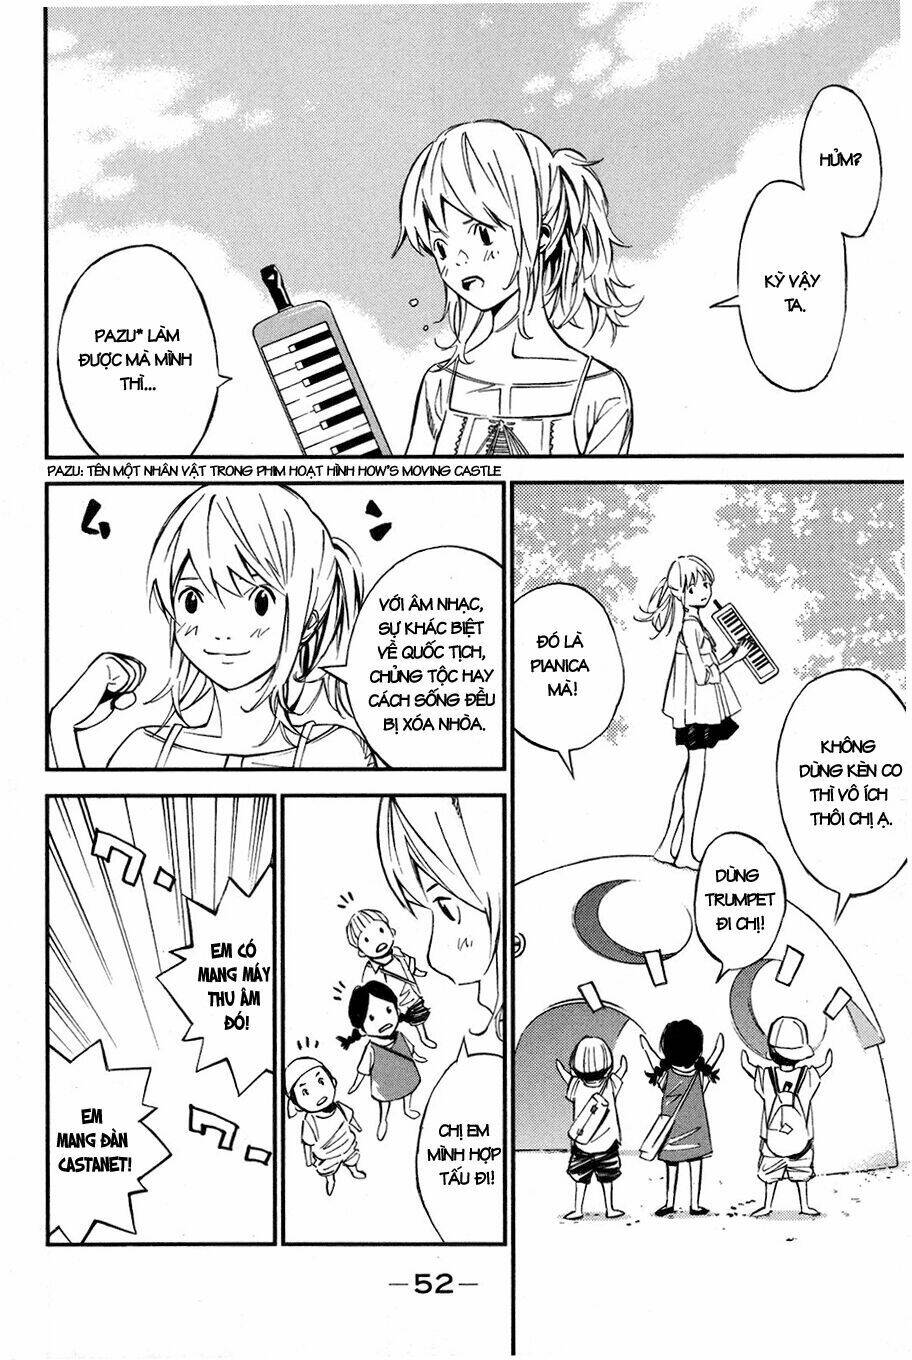 HỬM?
KỲ VẬY
TA.
PAZU* LÀM
ĐƯỢC MÀ MÌNH
THÌ...
PAZU: TÊN MỘT NHÂN VẬT TRONG PHIM HOẠT HÌNH HOW'S MOVING CASTLE
ĐÓ LÀ
PIANICA
MÀ!
KHÔNG
DÙNG KÈN CO
THÌ VÔ ÍCH
THÔI CHỊ Ạ.
DÙNG
TRUMPET
ĐI CHỊ!
ム
VỚI ÂM NHẠC,
SỰ KHÁC BIỆT
VỀ QUỐC TỊCH,
CHỦNG TỘC HAY
CÁCH SỐNG ĐỀU
BỊ XÓA NHÒA.
CHỊ EM
MÌNH HỢP
TẤU ĐI!
EM CÓ
MANG MÁY
THU ÂM
ĐÓ!
EM
MANG ĐÀN
CASTANET!
—52—